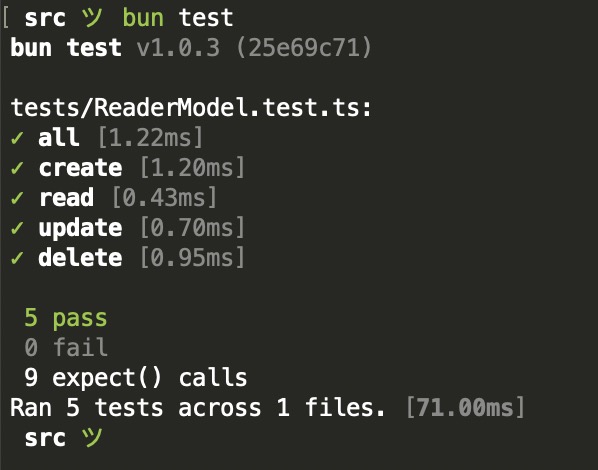 [ src ツ bun test
bun test v1.0.3 (25e69c71)
tests/ReaderModel.test.ts:
✓ all [1.22ms]
✓ create [1.20ms]
✓ read [0.43ms]
✓ update [0.70ms]
✓ delete [0.95ms]
5 pass
0 fail
9 expect() calls
Ran 5 tests across 1 files. [71.00ms]
src ツ